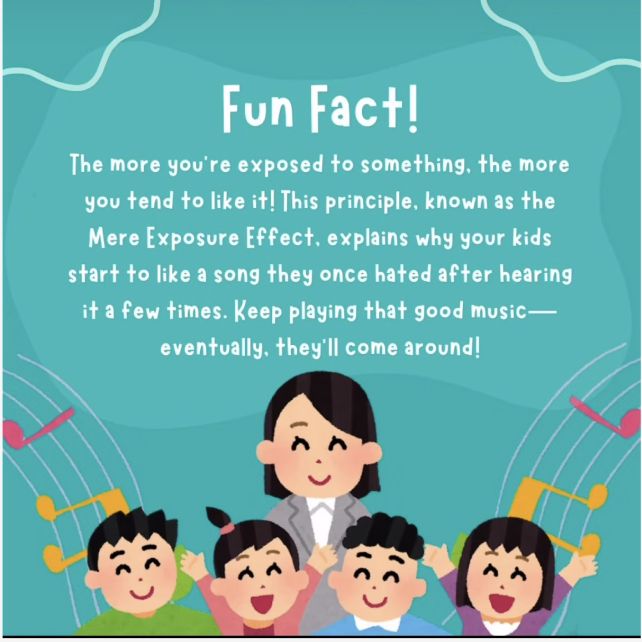 Fun Fact!
The more you're exposed to something, the more
you tend to like it! This principle, known as the
Mere Exposure Effect, explains why your kids
start to like a song they once hated after hearing
it a few times. Keep playing that good music—
eventually, they'll come around!